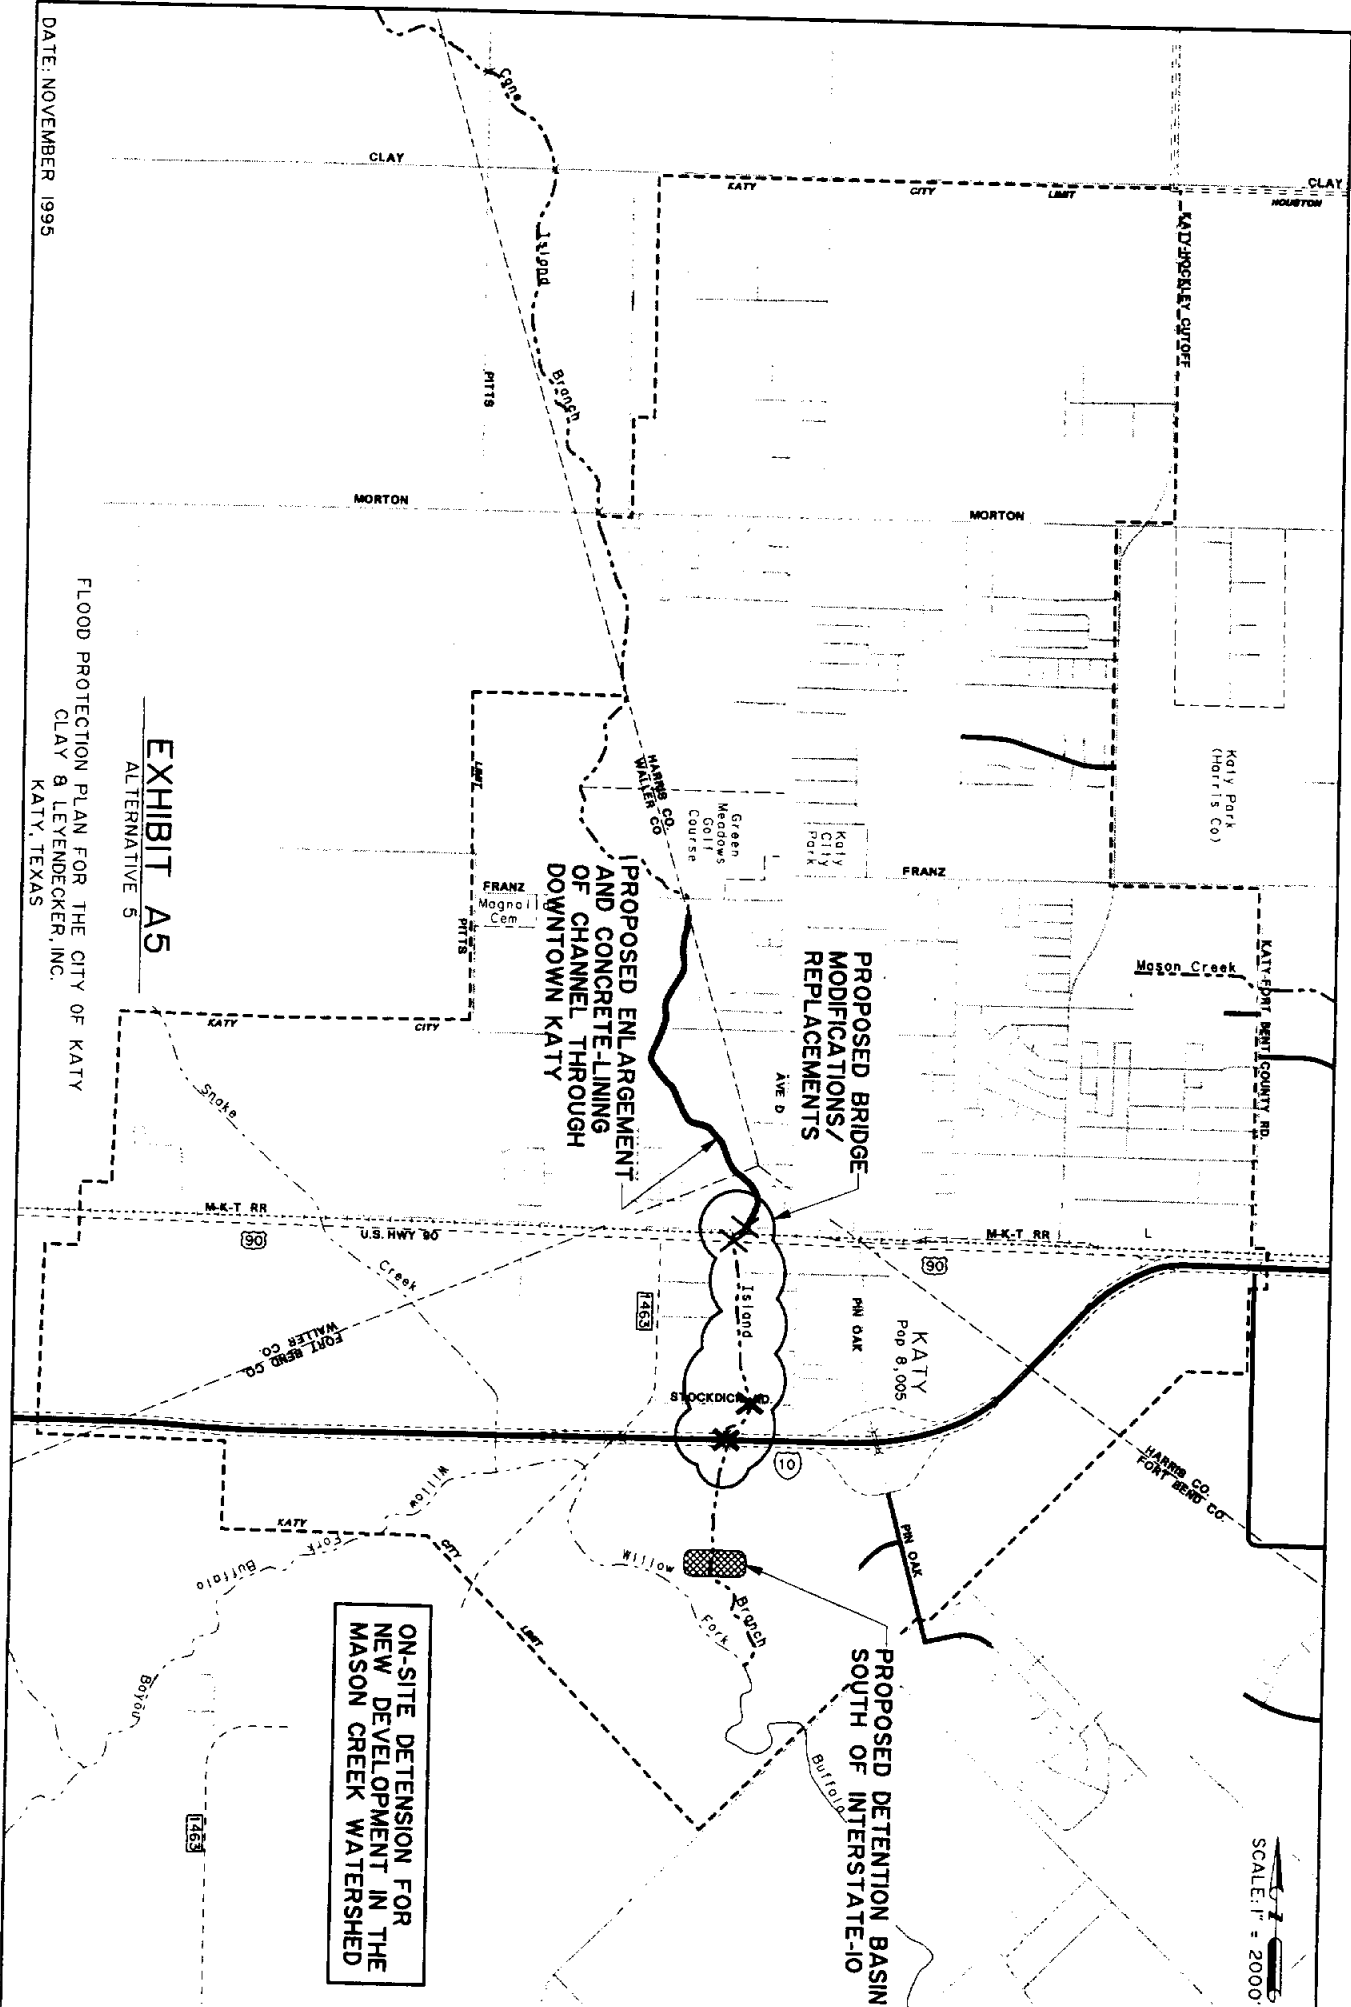 DATE: NOVEMBER 1995
EXHIBIT A5
ALTERNATIVE 5
FLOOD PROTECTION PLAN FOR THE CITY OF KATY
CLAY & LEYENDECKER, INC.
KATY, TEXAS
SCALE: 1" = 2000'
CLAY
CLAY
HOUSTON
KATY CITY LIMIT
KATY-HOCKLEY CUTOFF
Cane
Island
Branch
PITTS
MORTON
MORTON
Katy Park
(Harris Co)
HARRIS CO.
WALLER CO
Green
Meadows
Golf
Course
Katy
City
Park
FRANZ
FRANZ
Magnolia
Cem
LIMIT
PITTS
KATY CITY
PROPOSED ENLARGEMENT
AND CONCRETE-LINING
OF CHANNEL THROUGH
DOWNTOWN KATY
PROPOSED BRIDGE
MODIFICATIONS/
REPLACEMENTS
AVE D
Mason Creek
KATY-FORT BENT COUNTY RD.
Snake
Creek
M-K-T RR
U.S. HWY 90
90
M-K-T RR
L
90
1463
Island
PIN OAK
KATY
Pop 8,005
STOCKDICK RD.
FORT BEND CO.
WALLER CO.
HARRIS CO.
FORT BEND CO.
10
PIN OAK
Willow
Fork
Buffalo
Bayou
KATY
CITY
LIMIT
Willow
Fork
Branch
Buffalo
PROPOSED DETENTION BASIN
SOUTH OF INTERSTATE-10
ON-SITE DETENSION FOR
NEW DEVELOPMENT IN THE
MASON CREEK WATERSHED
1463